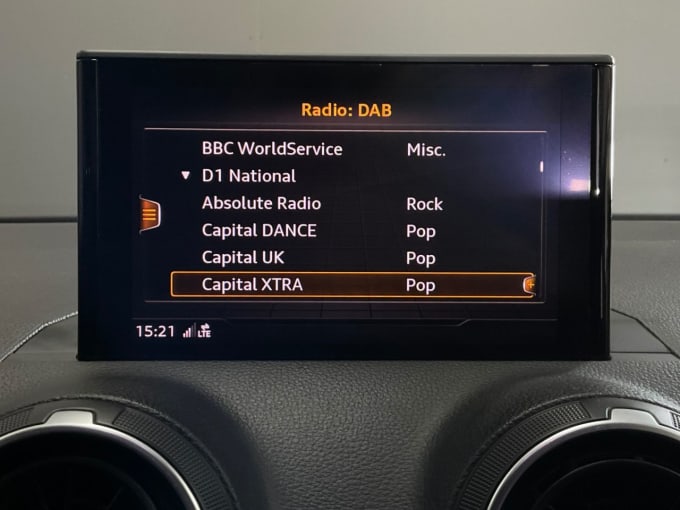 Radio: DAB
BBC WorldService Misc.
▼ D1 National
Absolute Radio Rock
Capital DANCE Pop
Capital UK Pop
Capital XTRA Pop
15:21 LTE